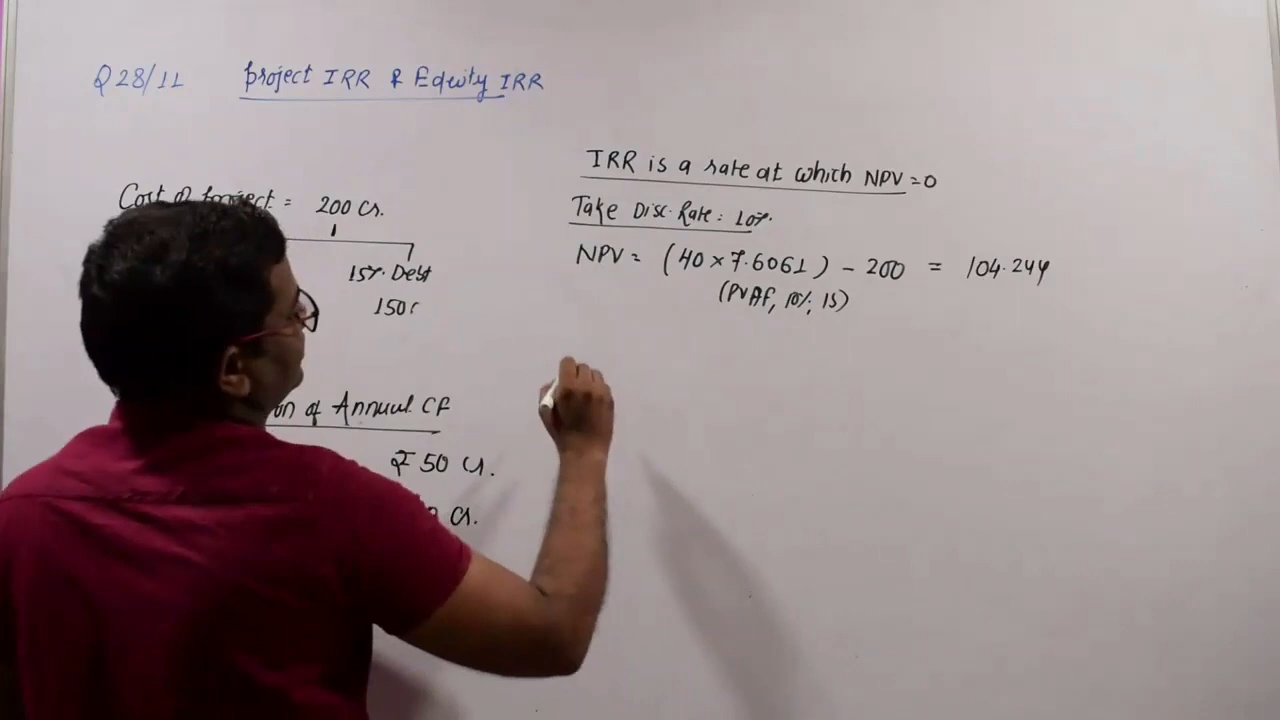 Q28/11 Project IRR & Equity IRR
Cost of Project = 200 Cr.
15% Debt
150
on of Annual CF
₹ 50 Cr.
Cr.
IRR is a rate at which NPV = 0
Take Disc. Rate: 10%.
NPV = (40 × 7.6061) - 200 = 104.244
(PVAF, 10%, 15)